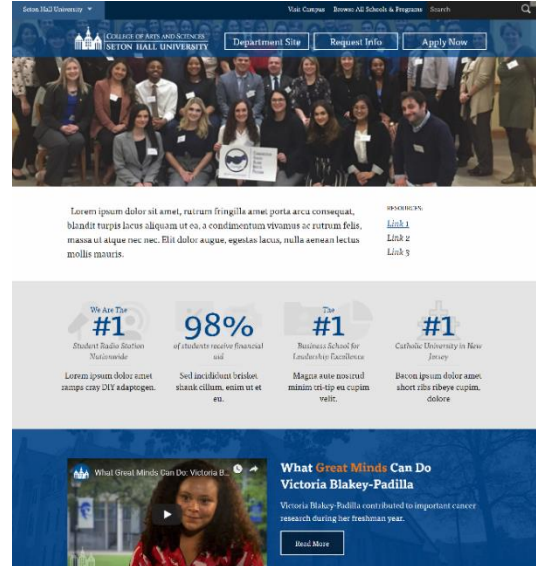 Seton Hall University
Visit Campus Browse All Schools & Programs Search
COLLEGE OF ARTS AND SCIENCES
SETON HALL UNIVERSITY
Department Site
Request Info
Apply Now
Lorem ipsum dolor sit amet, rutrum fringilla amet porta arcu consequat,
blandit turpis lacus aliquam ut ea, a condimentum vivamus ac rutrum felis,
massa ut atque nec nec. Elit dolor augue, egestas lacus, nulla aenean lectus
mollis mauris.
RESOURCES:
Link 1
Link 2
Link 3
We Are The
#1
Student Radio Station
Nationwide
Lorem ipsum dolor amet
ramps cray DIY adaptogen.
98%
of students receive financial
aid
Sed incididunt brisket
shank cillum, enim ut et
eu.
The
#1
Business School for
Leadership Excellence
Magna aute nostrud
minim tri-tip eu cupim
velit.
#1
Catholic University in New
Jersey
Bacon ipsum dolor amet
short ribs ribeye cupim,
dolore
What Great Minds Can Do: Victoria B...
What Great Minds Can Do
Victoria Blakey-Padilla
Victoria Blakey-Padilla contributed to important cancer
research during her freshman year.
Read More